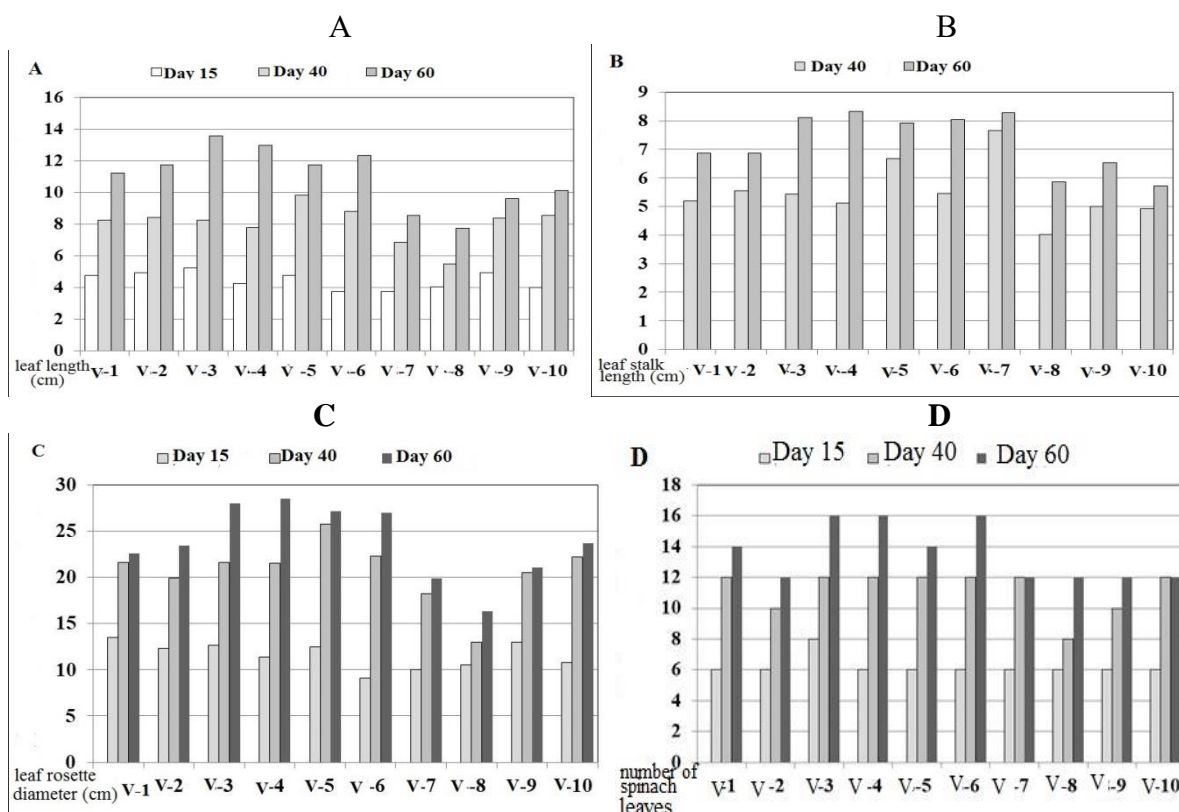 A
B
A
Day 15 Day 40 Day 60
16
14
12
10
8
6
4
2
0
leaf length
(cm)
V-1 V-2 V-3 V-4 V-5 V-6 V-7 V-8 V-9 V-10
B
Day 40 Day 60
9
8
7
6
5
4
3
2
1
0
leaf stalk
length (cm)
V-1 V-2 V-3 V-4 V-5 V-6 V-7 V-8 V-9 V-10
C
D
C
Day 15 Day 40 Day 60
30
25
20
15
10
5
0
leaf rosette
diameter (cm)
V-1 V-2 V-3 V-4 V-5 V-6 V-7 V-8 V-9 V-10
D
Day 15 Day 40 Day 60
18
16
14
12
10
8
6
4
2
0
number of
spinach
leaves
V-1 V-2 V-3 V-4 V-5 V-6 V-7 V-8 V-9 V-10